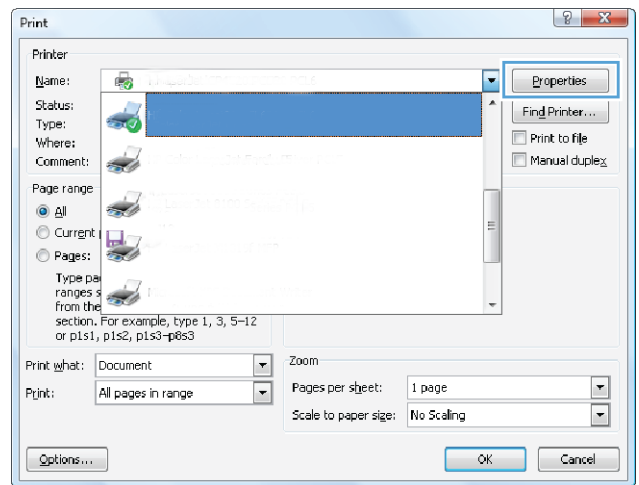 Print
Printer
Name:
Properties
Status:
Find Printer...
Type:
Print to file
Where:
Manual duplex
Comment:
Page range
All
Current
Pages:
Type
ranges
from the
section. For example, type 1, 3, 5–12
or p1s1, p1s2, p1s3–p8s3
Print what: Document
Print: All pages in range
Zoom
Pages per sheet: 1 page
Scale to paper size: No Scaling
Options...
OK
Cancel